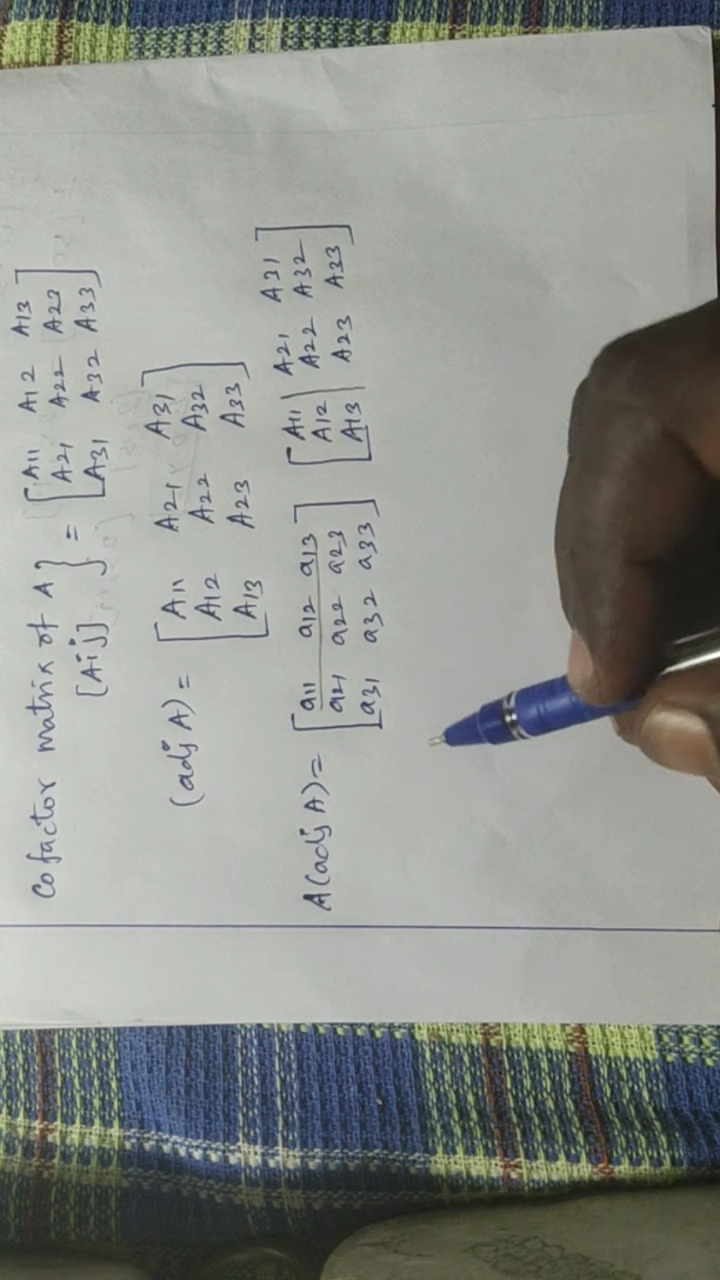 Cofactor matrix of A } = [ A11 A12 A13
[Aij] } A21 A22 A23
A31 A32 A33 ]
(adj A) = [ A11 A21 A31
A12 A22 A32
A13 A23 A33 ]
A(adj A) = [ a11 a12 a13 [ A11 A21 A31
a21 a22 a23 A12 A22 A32
a31 a32 a33 ] A13 A23 A33 ]